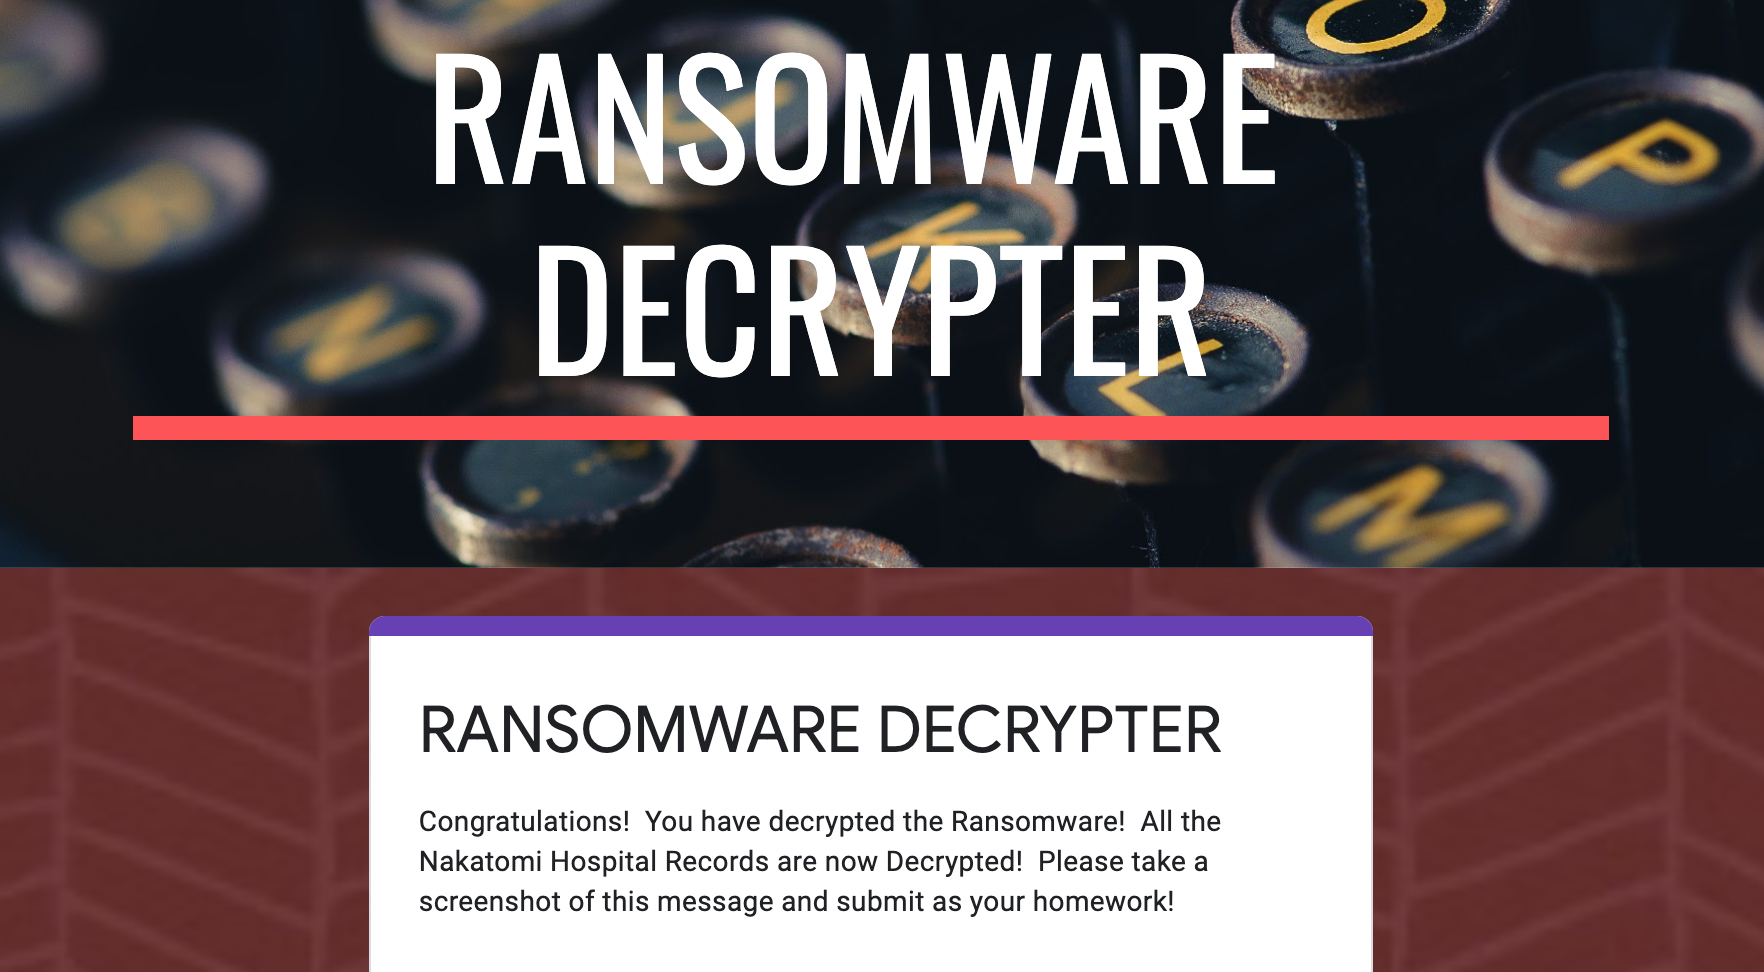 O
P
RANSOMWARE
K
N
DECRYPTER
L
M
RANSOMWARE DECRYPTER
Congratulations!  You have decrypted the Ransomware!  All the
Nakatomi Hospital Records are now Decrypted!  Please take a
screenshot of this message and submit as your homework!